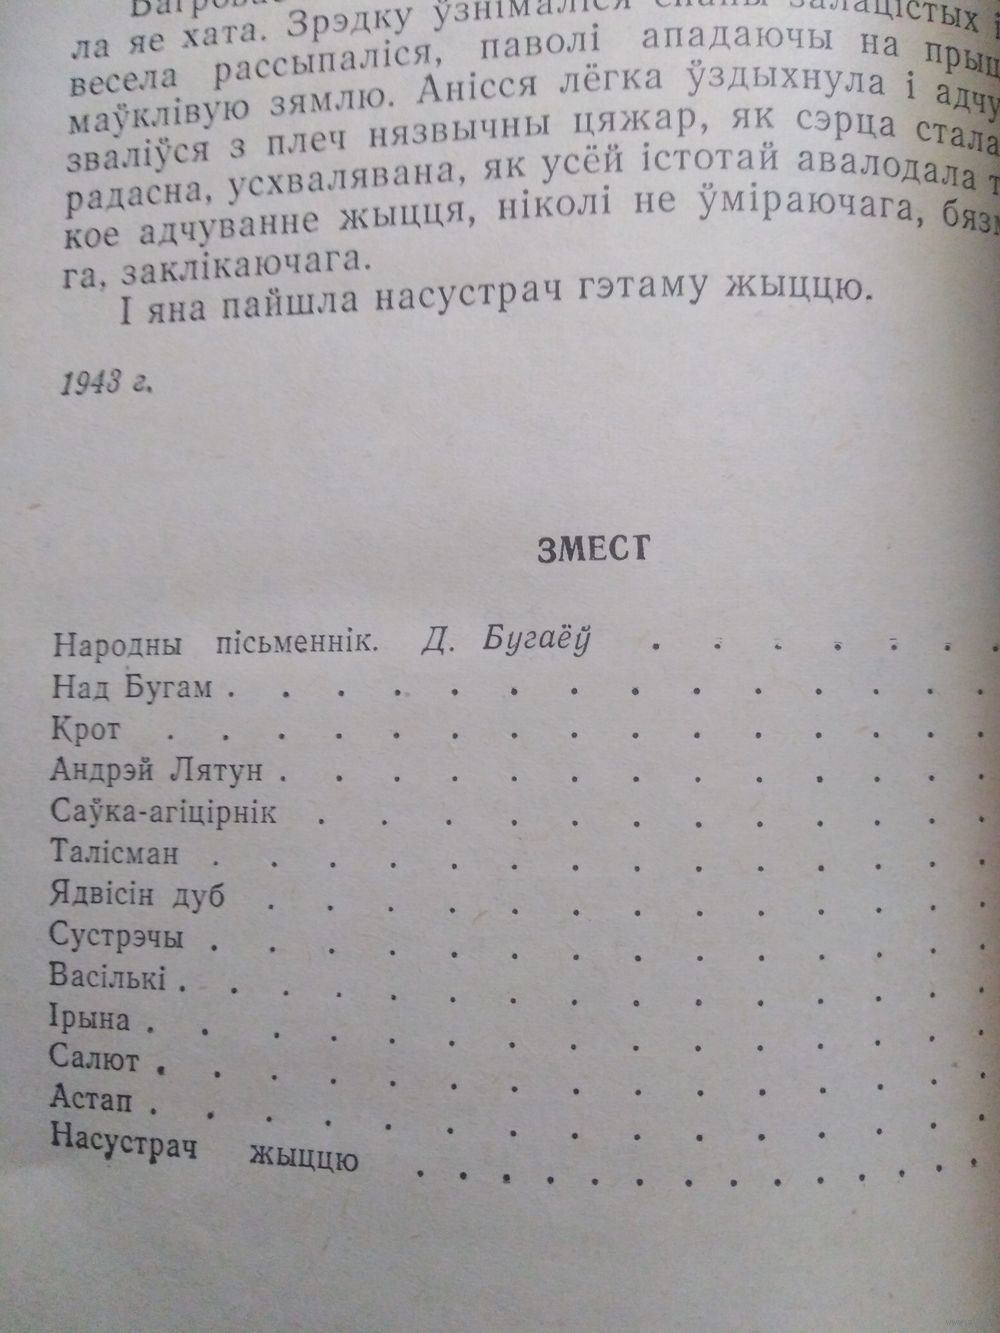 ла яе хата. Зрэдку ўзнімаліся снапы залацістых
весела рассыпаліся, паволі ападаючы на
маўклівую зямлю. Анісся лёгка ўздыхнула і
зваліўся з плеч нязвычны цяжар, як сэрца стала
радасна, усхвалявана, як усёй істотай авалодала
кое адчуванне жыцця, ніколі не ўміраючага,
га, заклікаючага.
І яна пайшла насустрач гэтаму жыццю.
1943 г.
ЗМЕСТ
Народны пісьменнік. Д. Бугаёў . . . . . . .
Над Бугам . . . . . . . . . . . . . .
Крот . . . . . . . . . . . . . . .
Андрэй Лятун . . . . . . . . . . . . .
Саўка-агіцірнік . . . . . . . . . . . .
Талісман . . . . . . . . . . . . . .
Ядвісін дуб . . . . . . . . . . . . .
Сустрэчы . . . . . . . . . . . . . .
Васількі . . . . . . . . . . . . . . .
Ірына . . . . . . . . . . . . . . .
Салют . . . . . . . . . . . . . . .
Астап . . . . . . . . . . . . . . .
Насустрач жыццю . . . . . . . . . . . . . .